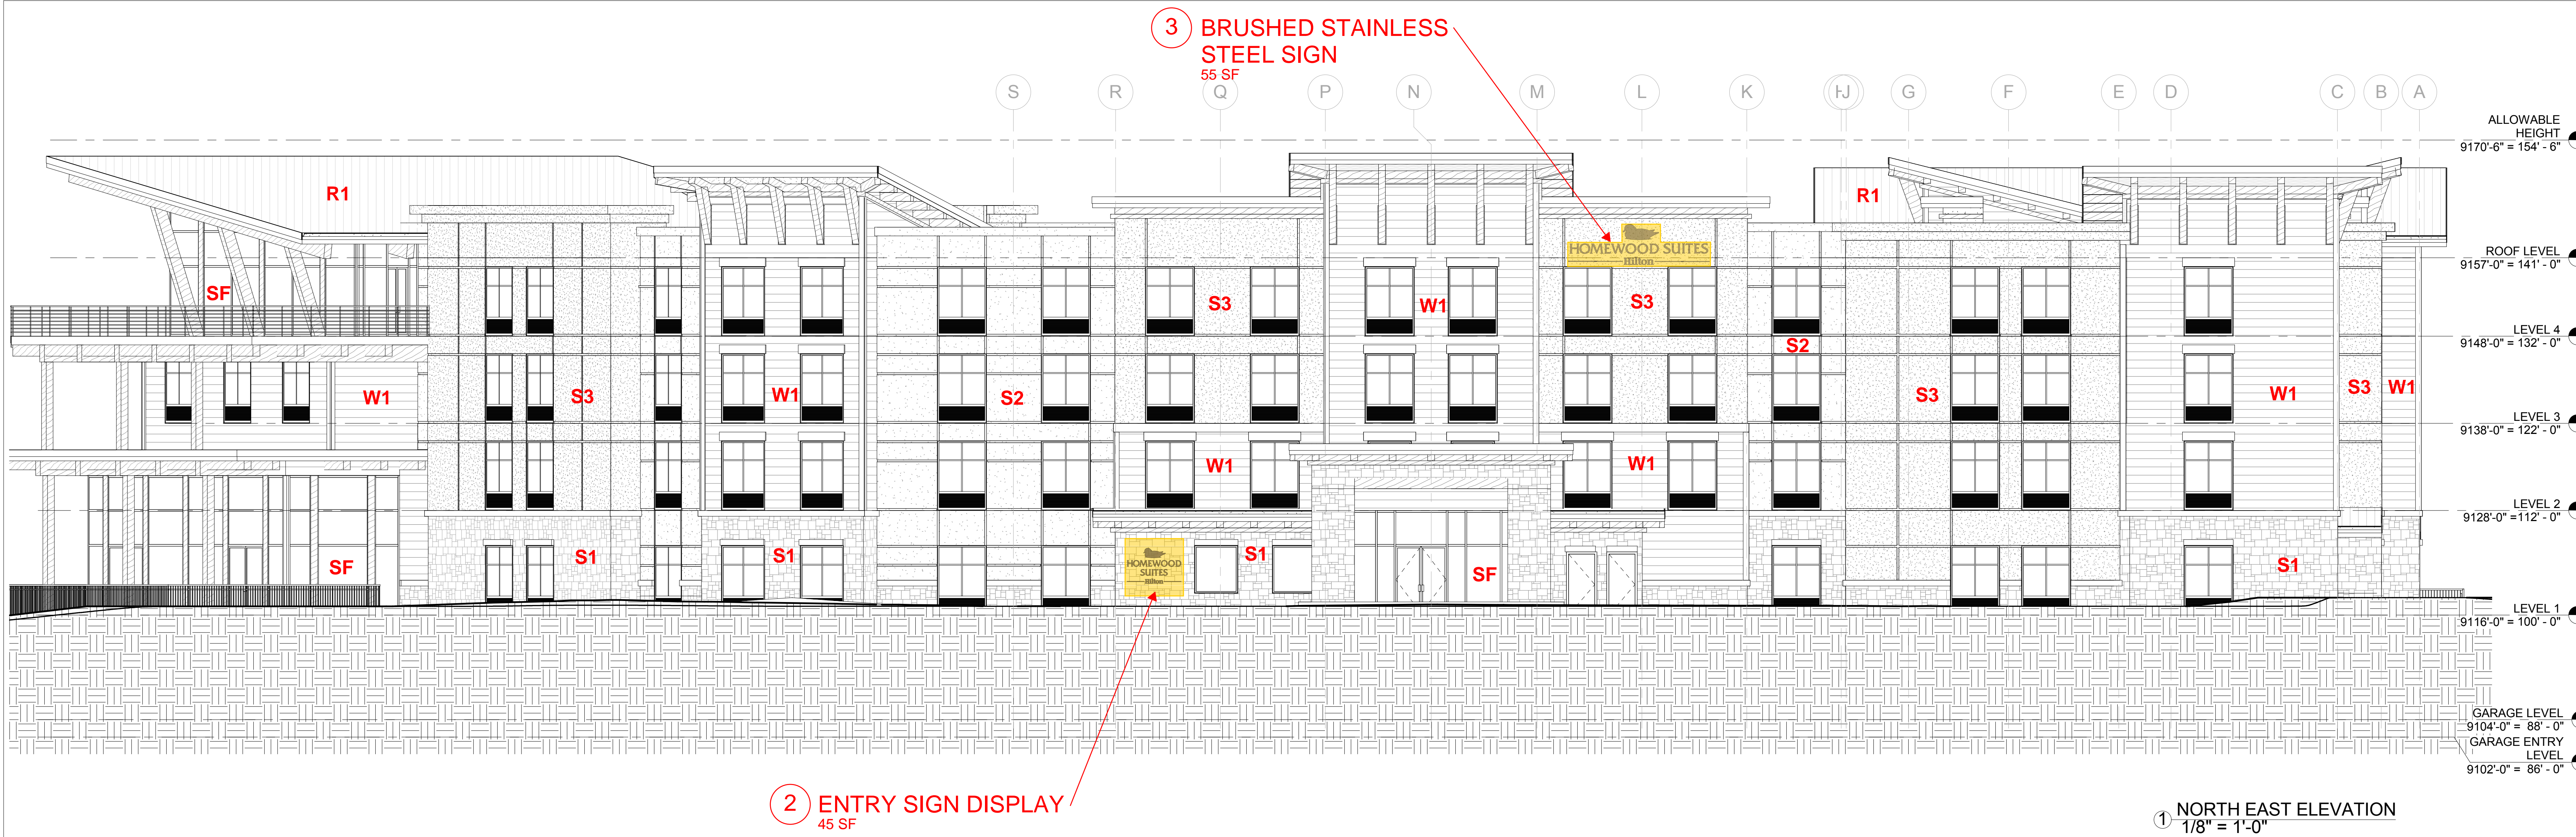 3 BRUSHED STAINLESS
STEEL SIGN
55 SF
S R Q P N M L K H J G F E D C B A
ALLOWABLE
HEIGHT
9170'-6" = 154' - 6"
R1
R1
HOMEWOOD SUITES
Hilton
ROOF LEVEL
9157'-0" = 141' - 0"
SF
S3
W1
S3
LEVEL 4
9148'-0" = 132' - 0"
S2
W1
S3
W1
S2
S3
W1
S3
W1
LEVEL 3
9138'-0" = 122' - 0"
W1
W1
LEVEL 2
9128'-0" =112' - 0"
SF
S1
S1
HOMEWOOD
SUITES
Hilton
S1
SF
S1
LEVEL 1
9116'-0" = 100' - 0"
GARAGE LEVEL
9104'-0" = 88' - 0"
GARAGE ENTRY
LEVEL
9102'-0" = 86' - 0"
2 ENTRY SIGN DISPLAY
45 SF
1 NORTH EAST ELEVATION
1/8" = 1'-0"